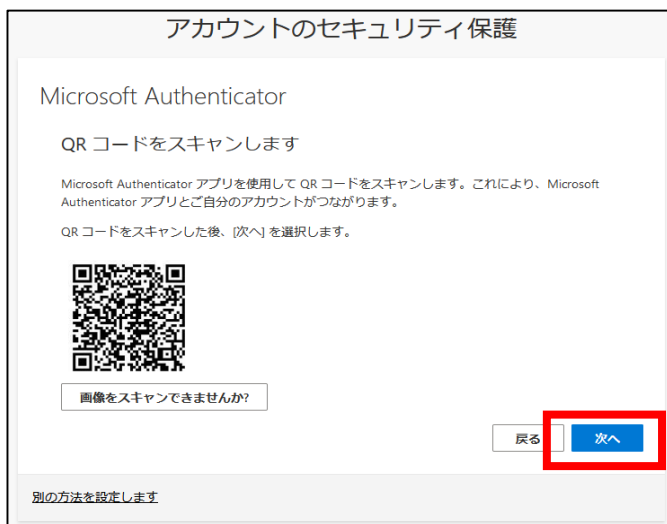 アカウントのセキュリティ保護
Microsoft Authenticator
QR コードをスキャンします
Microsoft Authenticator アプリを使用して QR コードをスキャンします。これにより、Microsoft
Authenticator アプリとご自分のアカウントがつながります。
QR コードをスキャンした後、[次へ] を選択します。
画像をスキャンできませんか?
戻る
次へ
別の方法を設定します